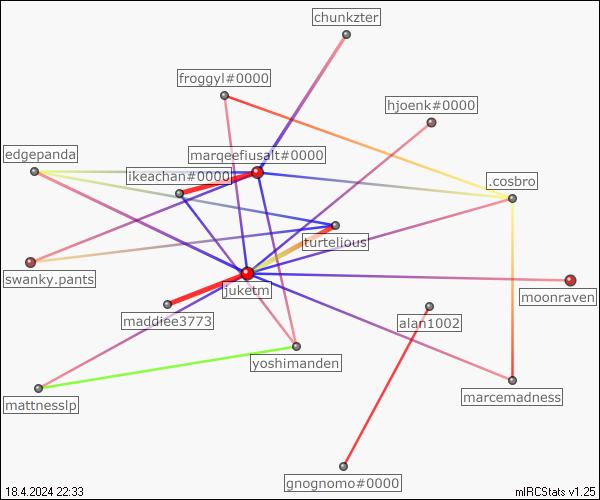 chunkzter
froggyl#0000
hjoenk#0000
edgepanda
marqeefiusalt#0000
ikeachan#0000
.cosbro
turtelious
swanky.pants
juketm
moonraven
maddiee3773
alan1002
yoshimanden
mattnesslp
marcemadness
gnognomo#0000
18.4.2024 22:33
mIRCStats v1.25